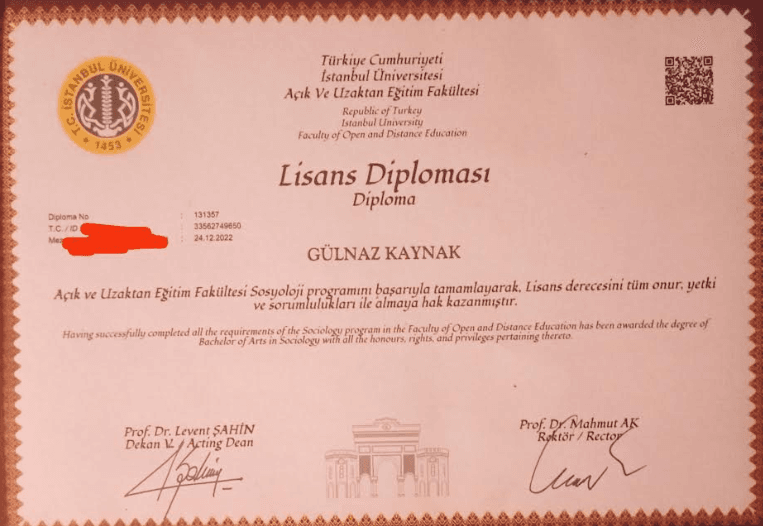 T.C. İSTANBUL ÜNİVERSİTESİ
1453
Türkiye Cumhuriyeti
İstanbul Üniversitesi
Açık Ve Uzaktan Eğitim Fakültesi
Republic of Turkey
Istanbul University
Faculty of Open and Distance Education
Lisans Diploması
Diploma
Diploma No : 131357
T.C. / ID : 33562749650
: 24.12.2022
GÜLNAZ KAYNAK
Açık ve Uzaktan Eğitim Fakültesi Sosyoloji programını başarıyla tamamlayarak, Lisans derecesini tüm onur, yetki
ve sorumlulukları ile almaya hak kazanmıştır.
Having successfully completed all the requirements of the Sociology program in the Faculty of Open and Distance Education has been awarded the degree of
Bachelor of Arts in Sociology with all the honours, rights, and privileges pertaining thereto.
Prof. Dr. Levent ŞAHİN
Dekan V. / Acting Dean
Prof. Dr. Mahmut AK
Rektör / Rector